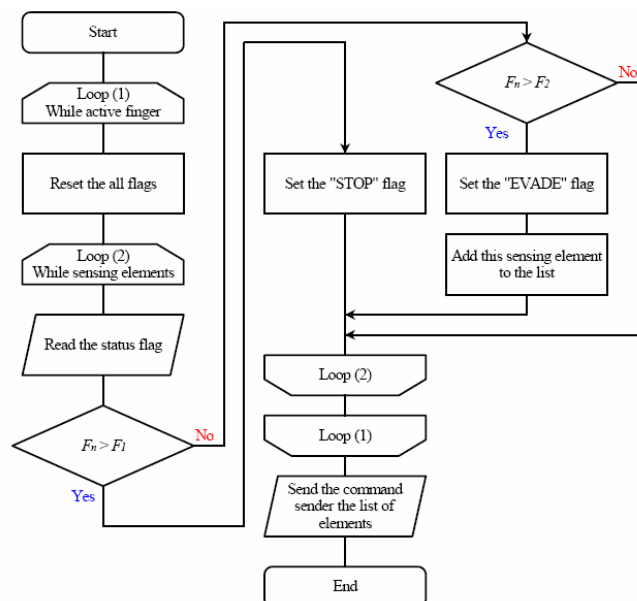 Start
Loop (1)
While active finger
Reset the all flags
Loop (2)
While sensing elements
Read the status flag
Fn > F1
No
Yes
Set the "STOP" flag
Fn > F2
No
Yes
Set the "EVADE" flag
Add this sensing element
to the list
Loop (2)
Loop (1)
Send the command
sender the list of
elements
End